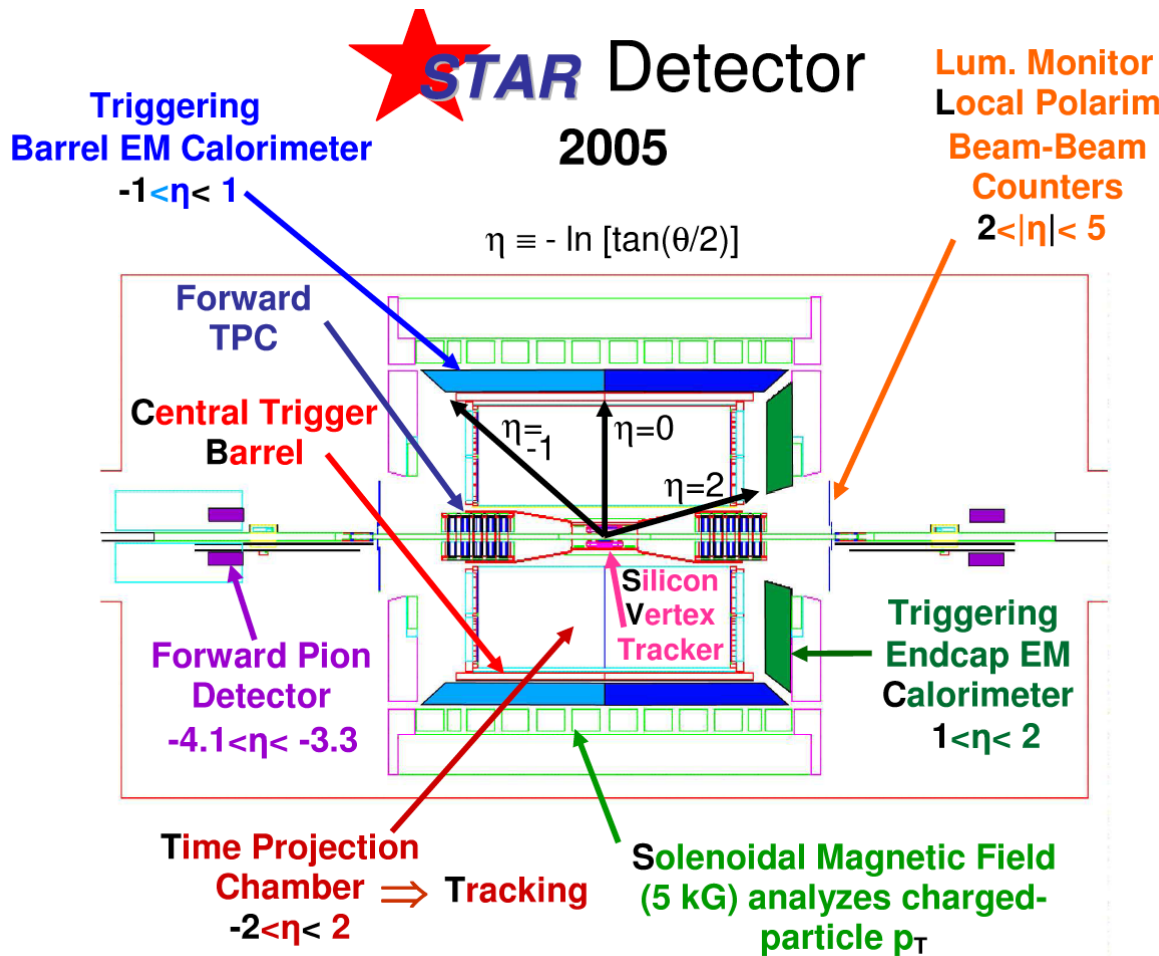 STAR Detector
2005
Triggering
Barrel EM Calorimeter
-1<η< 1
Lum. Monitor
Local Polarim
Beam-Beam
Counters
2<|η|< 5
η ≡ - ln [tan(θ/2)]
Forward
TPC
Central Trigger
Barrel
η=
-1
η=0
η=2
Silicon
Vertex
Tracker
Forward Pion
Detector
-4.1<η< -3.3
Triggering
Endcap EM
Calorimeter
1<η< 2
Time Projection
Chamber ⇒ Tracking
-2<η< 2
Solenoidal Magnetic Field
(5 kG) analyzes charged-
particle pT